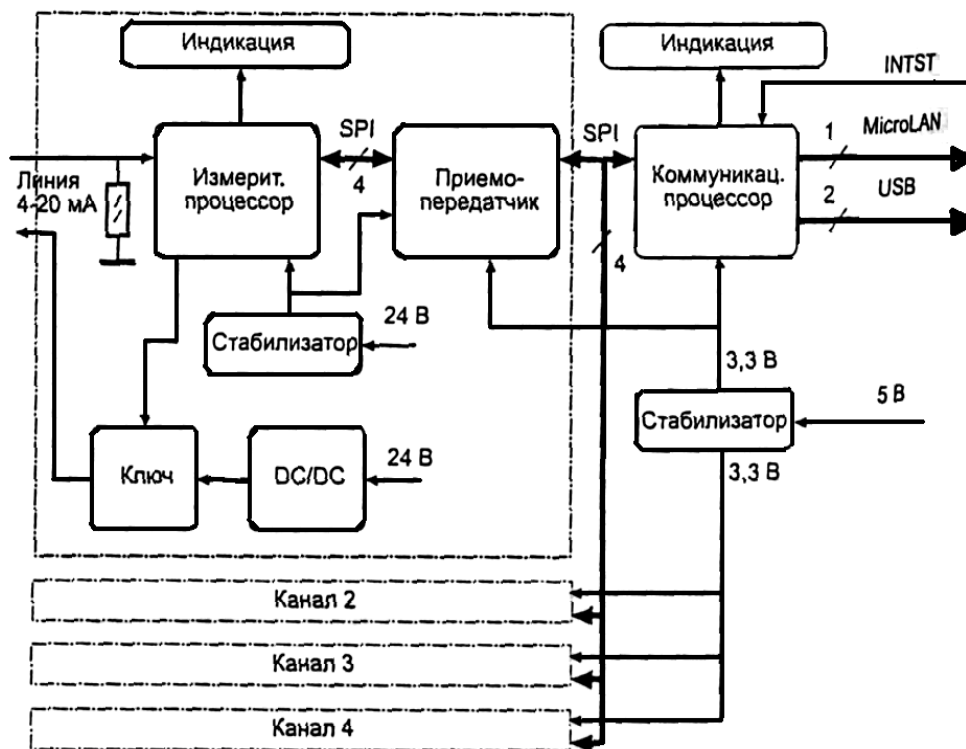 Индикация
Индикация
INTST
SPI
SPI
1
MicroLAN
Линия
4-20 мА
Измерит.
процессор
4
Приемо-
передатчик
Коммуникац.
процессор
2
USB
4
Стабилизатор
24 В
3,3 В
Стабилизатор
5 В
Ключ
DC/DC
24 В
3,3 В
Канал 2
Канал 3
Канал 4